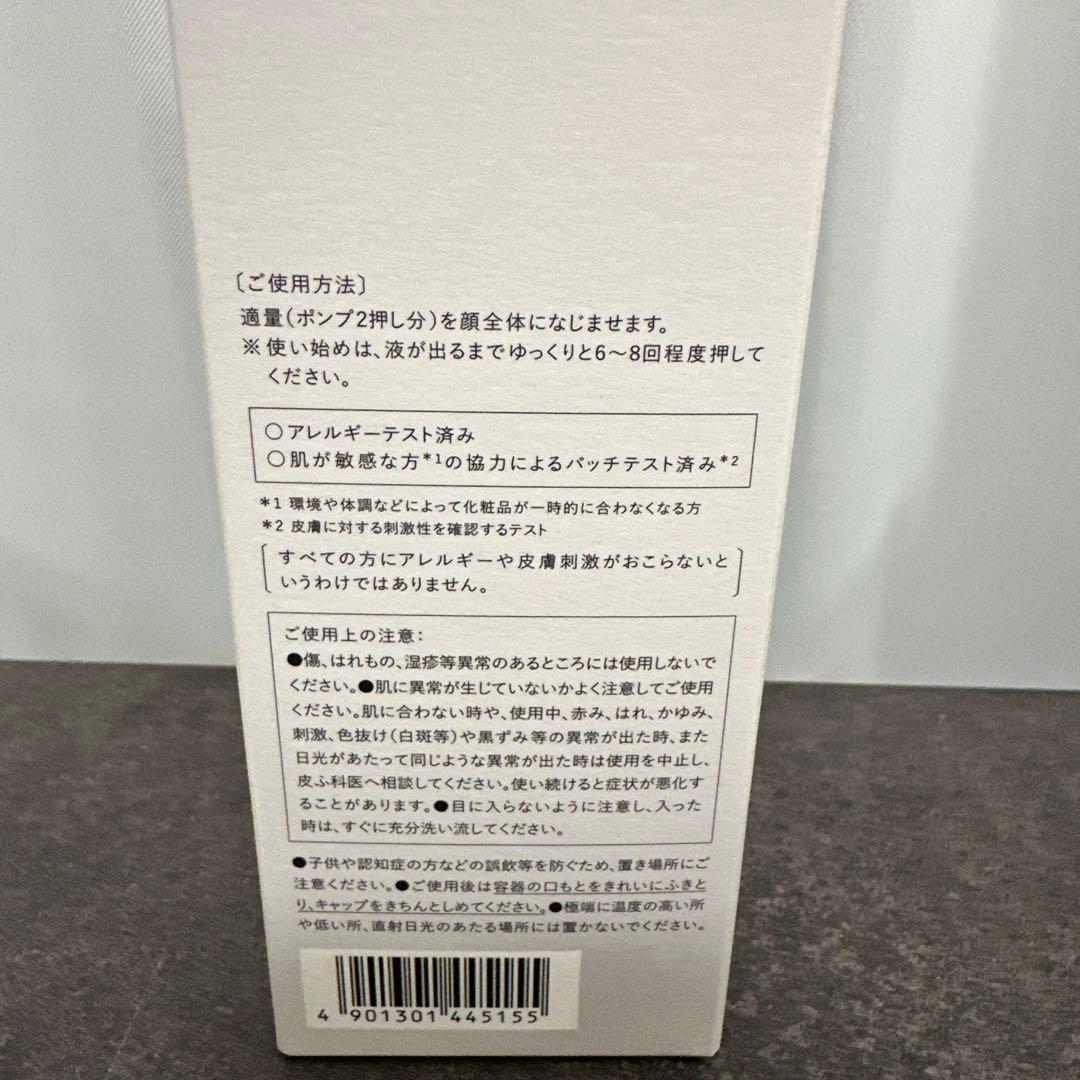 〔ご使用方法〕
適量(ポンプ2押し分)を顔全体になじませます。
※使い始めは、液が出るまでゆっくりと6〜8回程度押して
ください。
○アレルギーテスト済み
○肌が敏感な方*1の協力によるパッチテスト済み*2
*1 環境や体調などによって化粧品が一時的に合わなくなる方
*2 皮膚に対する刺激性を確認するテスト
すべての方にアレルギーや皮膚刺激がおこらないと
いうわけではありません。
ご使用上の注意:
●傷、はれもの、湿疹等異常のあるところには使用しないで
ください。●肌に異常が生じていないかよく注意してご使用
ください。肌に合わない時や、使用中、赤み、はれ、かゆみ、
刺激、色抜け(白斑等)や黒ずみ等の異常が出た時、また
日光があたって同じような異常が出た時は使用を中止し、
皮ふ科医へ相談してください。使い続けると症状が悪化す
ることがあります。●目に入らないように注意し、入った
時は、すぐに充分洗い流してください。
●子供や認知症の方などの誤飲等を防ぐため、置き場所にご
注意ください。●ご使用後は容器の口もとをきれいにふきと
り、キャップをきちんとしめてください。●極端に温度の高い所
や低い所、直射日光のあたる場所には置かないでください。
4 901301 445155